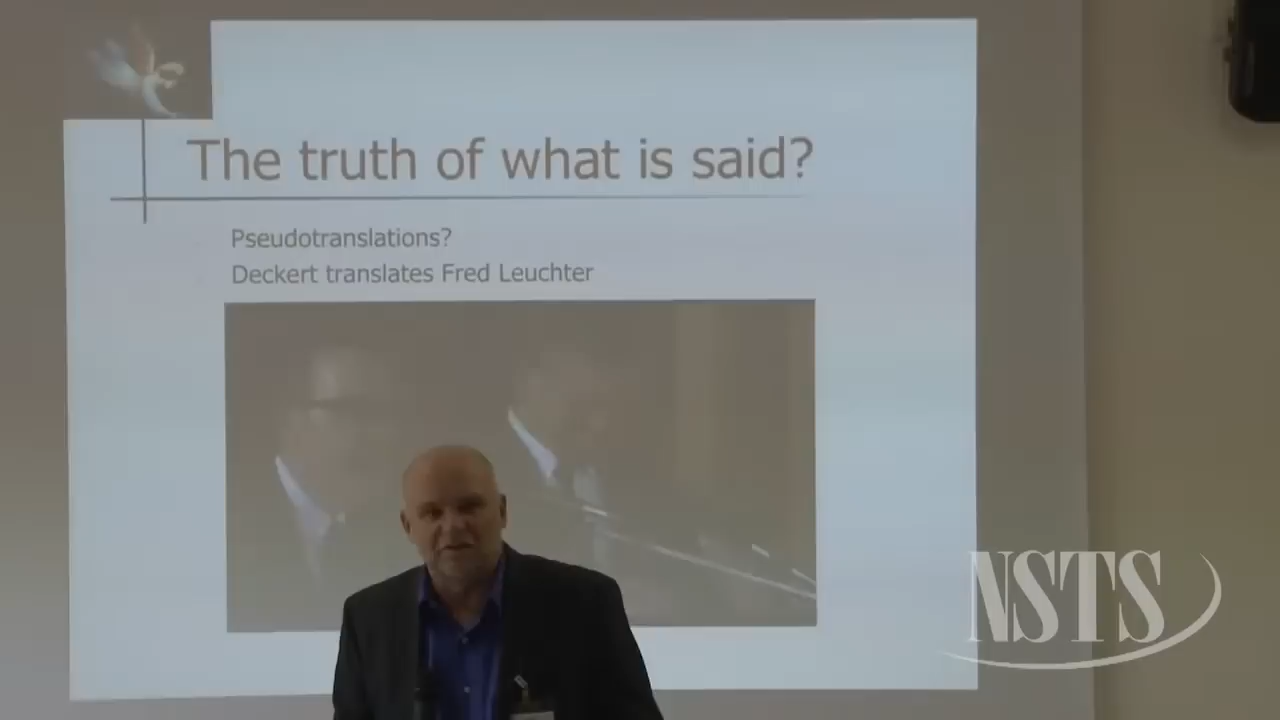 The truth of what is said?
Pseudotranslations?
Deckert translates Fred Leuchter
NSTS